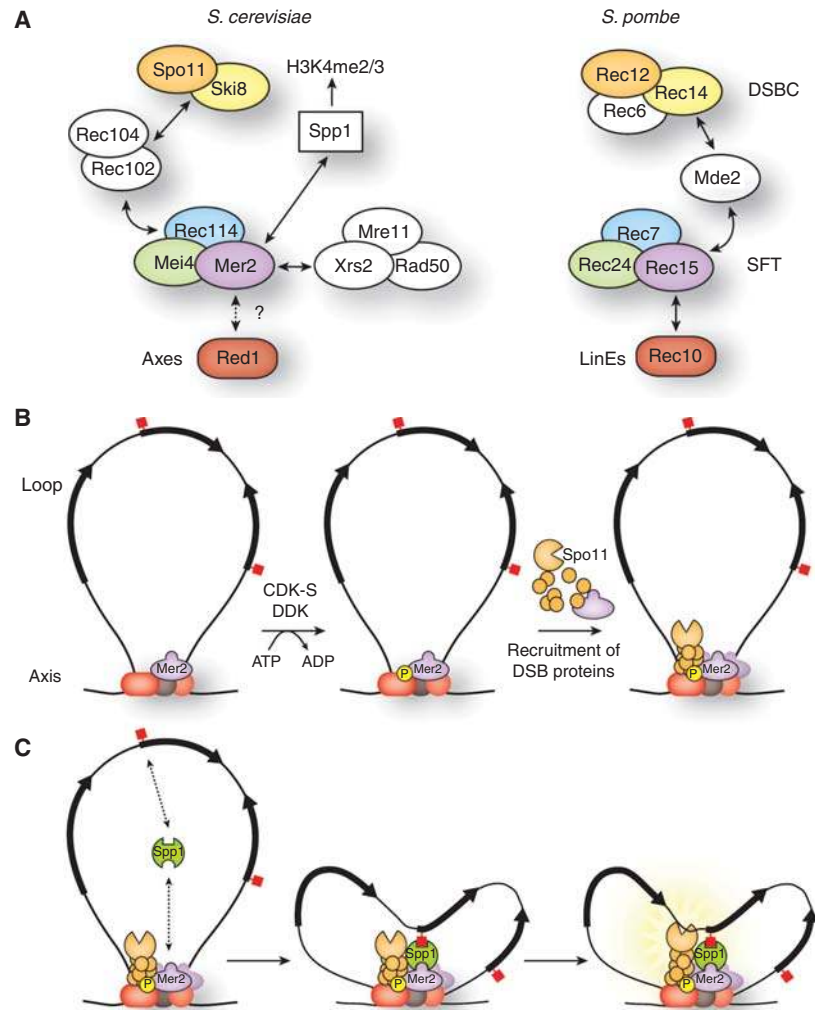 A
S. cerevisiae
S. pombe
Spo11
Ski8
H3K4me2/3
Rec104
Rec102
Spp1
Rec114
Mei4
Mer2
Mre11
Xrs2
Rad50
?
Axes
Red1
Rec12
Rec14
Rec6
DSBC
Mde2
Rec7
Rec24
Rec15
SFT
LinEs
Rec10
B
Loop
Axis
Mer2
CDK-S
DDK
ATP
ADP
P
Mer2
Spo11
Recruitment of
DSB proteins
P
Mer2
C
Spp1
P
Mer2
Spp1
P
Mer2
Spp1
P
Mer2